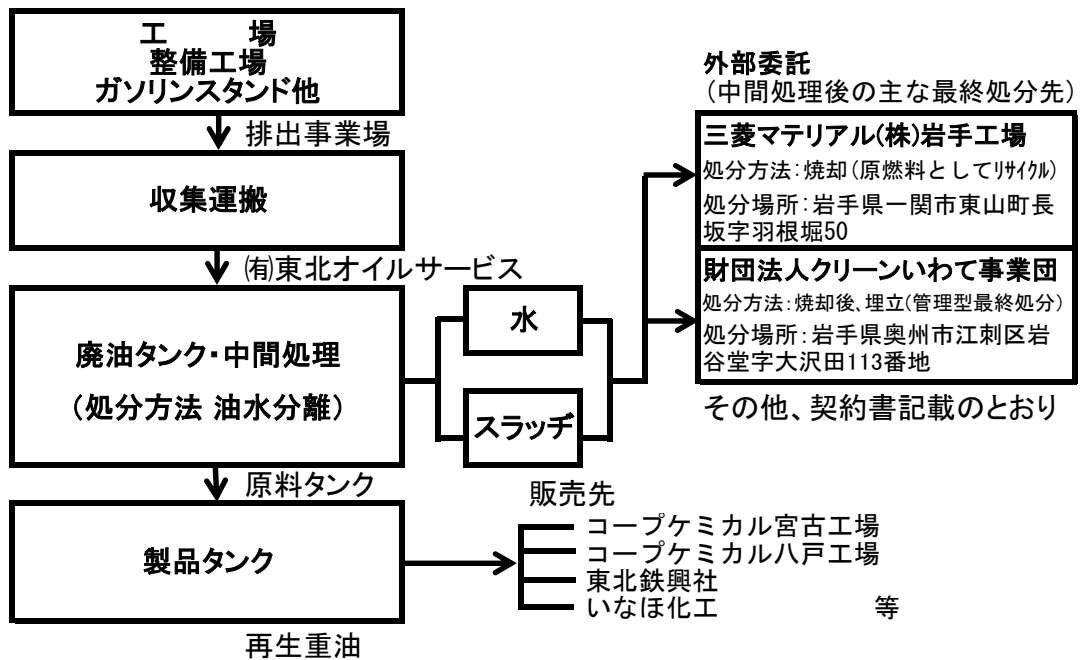 工　　　場
整備工場
ガソリンスタンド他
排出事業場
収集運搬
㈲東北オイルサービス
廃油タンク・中間処理
（処分方法 油水分離）
水
スラッヂ
外部委託
（中間処理後の主な最終処分先）
三菱マテリアル(株)岩手工場
処分方法：焼却（原燃料としてﾘｻｲｸﾙ）
処分場所：岩手県一関市東山町長
坂字羽根堀50
財団法人クリーンいわて事業団
処分方法：焼却後、埋立（管理型最終処分）
処分場所：岩手県奥州市江刺区岩
谷堂字大沢田113番地
その他、契約書記載のとおり
原料タンク
製品タンク
再生重油
販売先
コープケミカル宮古工場
コープケミカル八戸工場
東北鉄興社
いなほ化工　　　　　　等